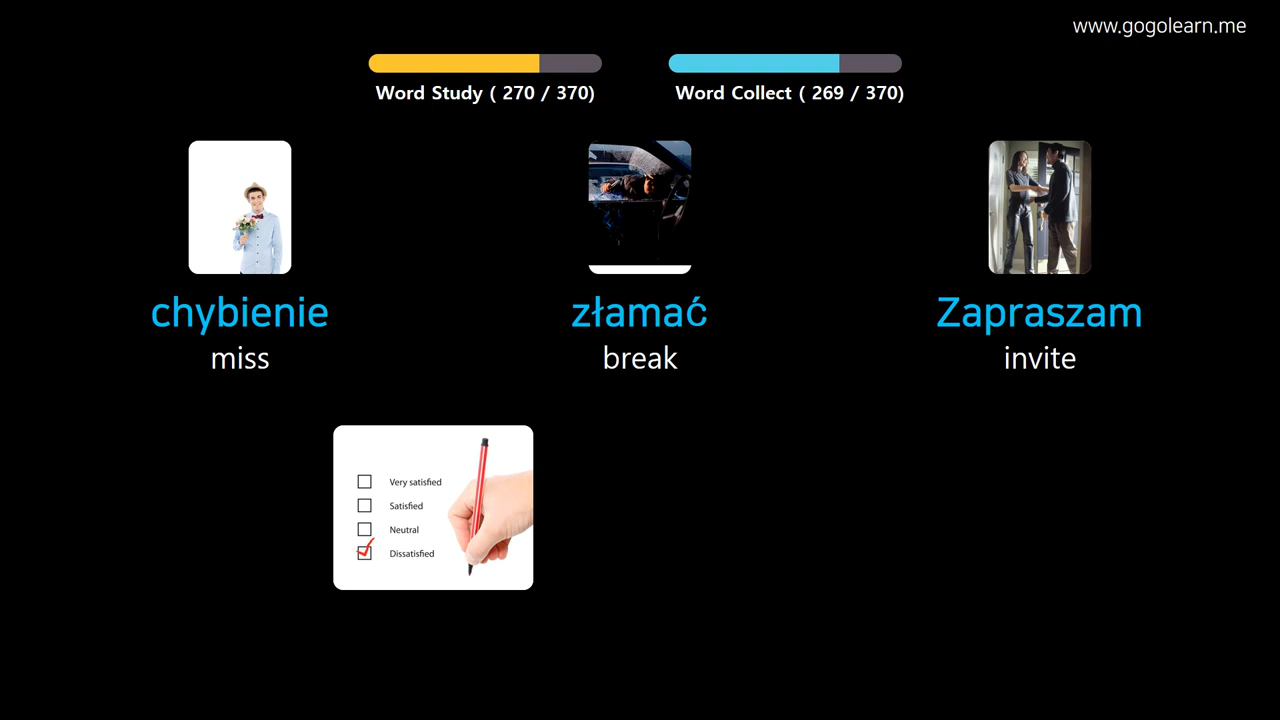 www.gogolearn.me
Word Study ( 270 / 370)
Word Collect ( 269 / 370)
chybienie
złamać
Zapraszam
miss
break
invite
Very satisfied
Satisfied
Neutral
Dissatisfied